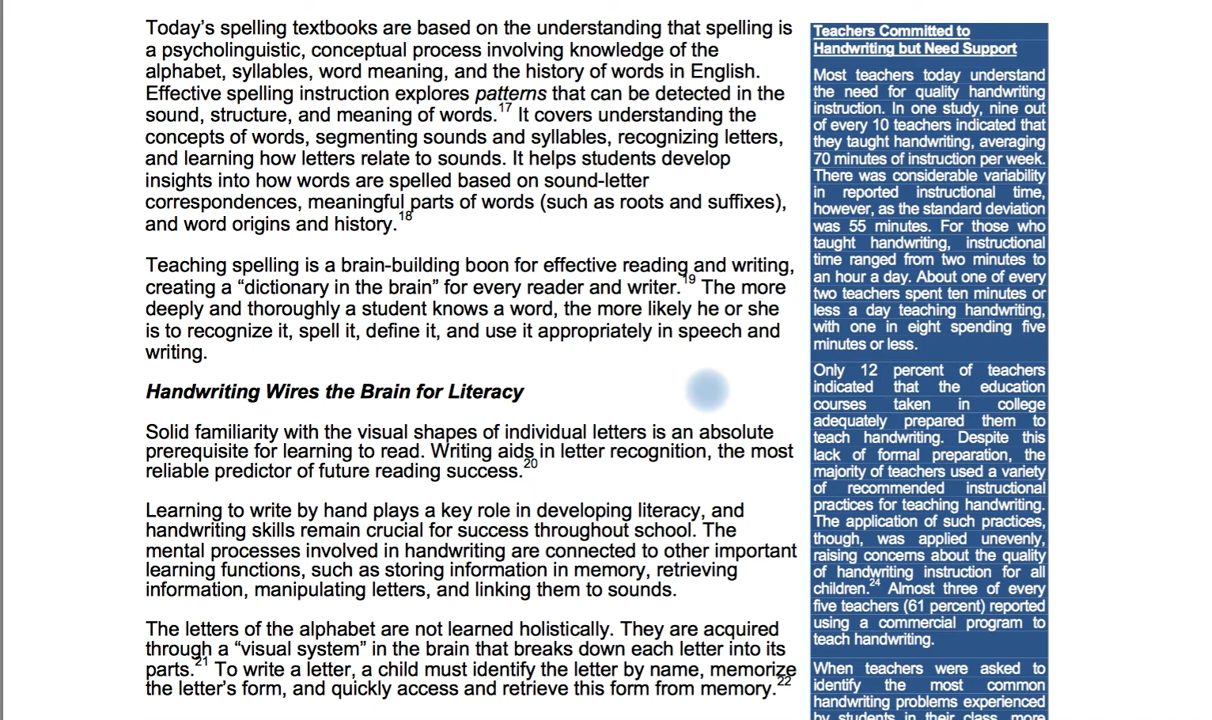 Today’s spelling textbooks are based on the understanding that spelling is
a psycholinguistic, conceptual process involving knowledge of the
alphabet, syllables, word meaning, and the history of words in English.
Effective spelling instruction explores patterns that can be detected in the
sound, structure, and meaning of words.17 It covers understanding the
concepts of words, segmenting sounds and syllables, recognizing letters,
and learning how letters relate to sounds. It helps students develop
insights into how words are spelled based on sound-letter
correspondences, meaningful parts of words (such as roots and suffixes),
and word origins and history.18
Teaching spelling is a brain-building boon for effective reading and writing,
creating a “dictionary in the brain” for every reader and writer.19 The more
deeply and thoroughly a student knows a word, the more likely he or she
is to recognize it, spell it, define it, and use it appropriately in speech and
writing.
Handwriting Wires the Brain for Literacy
Solid familiarity with the visual shapes of individual letters is an absolute
prerequisite for learning to read. Writing aids in letter recognition, the most
reliable predictor of future reading success.20
Learning to write by hand plays a key role in developing literacy, and
handwriting skills remain crucial for success throughout school. The
mental processes involved in handwriting are connected to other important
learning functions, such as storing information in memory, retrieving
information, manipulating letters, and linking them to sounds.
The letters of the alphabet are not learned holistically. They are acquired
through a “visual system” in the brain that breaks down each letter into its
parts.21 To write a letter, a child must identify the letter by name, memorize
the letter’s form, and quickly access and retrieve this form from memory.22
Teachers Committed to
Handwriting but Need Support
Most teachers today understand
the need for quality handwriting
instruction. In one study, nine out
of every 10 teachers indicated that
they taught handwriting, averaging
70 minutes of instruction per week.
There was considerable variability
in reported instructional time,
however, as the standard deviation
was 55 minutes. For those who
taught handwriting, instructional
time ranged from two minutes to
an hour a day. About one of every
two teachers spent ten minutes or
less a day teaching handwriting,
with one in eight spending five
minutes or less.
Only 12 percent of teachers
indicated that the education
courses taken in college
adequately prepared them to
teach handwriting. Despite this
lack of formal preparation, the
majority of teachers used a variety
of recommended instructional
practices for teaching handwriting.
The application of such practices,
though, was applied unevenly,
raising concerns about the quality
of handwriting instruction for all
children.24 Almost three of every
five teachers (61 percent) reported
using a commercial program to
teach handwriting.
When teachers were asked to
identify the most common
handwriting problems experienced
by students in their class, more